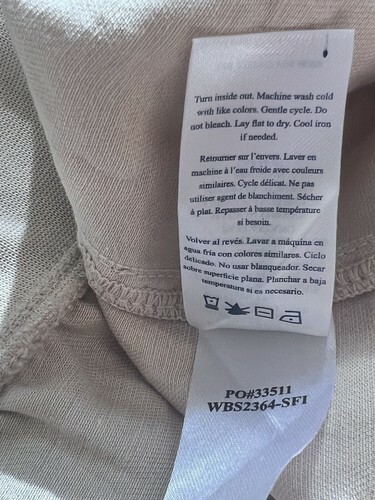 Turn inside out. Machine wash cold
with like colors. Gentle cycle. Do
not bleach. Lay flat to dry. Cool iron
if needed.
Retourner sur l'envers. Laver en
machine à l'eau froide avec couleurs
similaires. Cycle délicat. Ne pas
utiliser agent de blanchiment. Sécher
à plat. Repasser à basse température
si besoin.
Volver al revés. Lavar a máquina en
agua fría con colores similares. Ciclo
delicado. No usar blanqueador. Secar
sobre superficie plana. Planchar a baja
temperatura si es necesario.
PO#33511
WBS2364-SFI